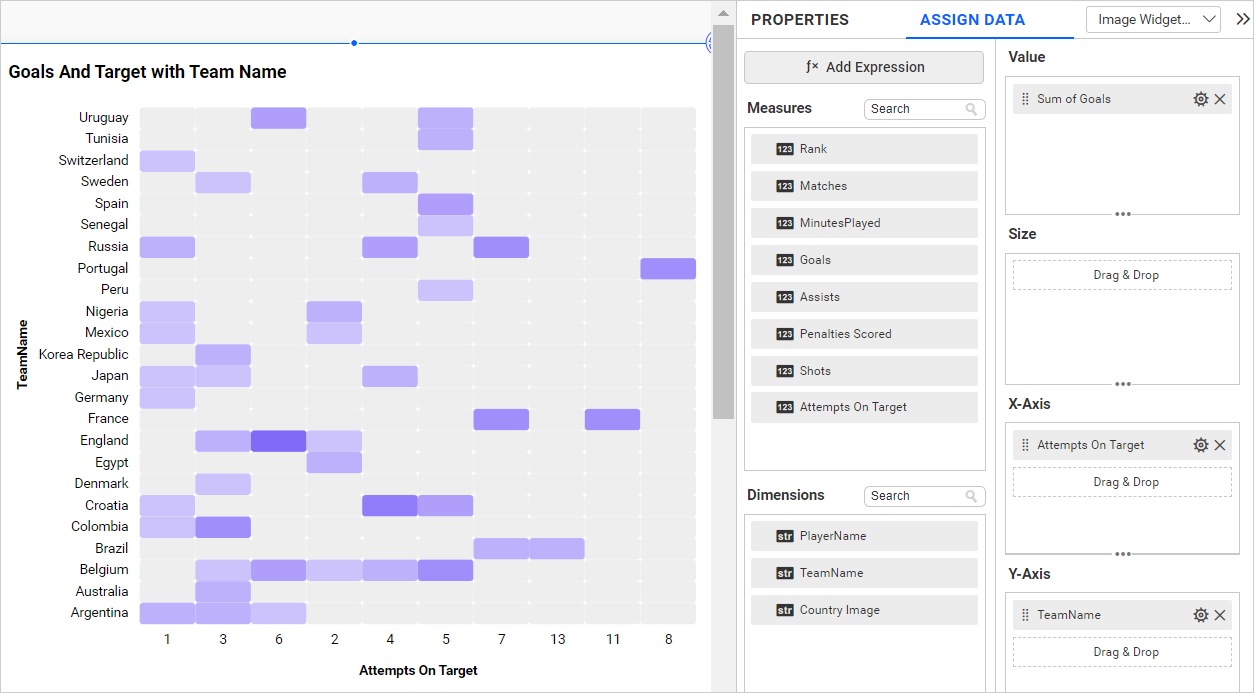 Goals And Target with Team Name
TeamName
Uruguay
Tunisia
Switzerland
Sweden
Spain
Senegal
Russia
Portugal
Peru
Nigeria
Mexico
Korea Republic
Japan
Germany
France
England
Egypt
Denmark
Croatia
Colombia
Brazil
Belgium
Australia
Argentina
1 3 6 2 4 5 7 13 11 8
Attempts On Target
PROPERTIES
ASSIGN DATA
Image Widget...
ƒx Add Expression
Measures
Search
123 Rank
123 Matches
123 MinutesPlayed
123 Goals
123 Assists
123 Penalties Scored
123 Shots
123 Attempts On Target
Dimensions
Search
str PlayerName
str TeamName
str Country Image
Value
Sum of Goals
Size
Drag & Drop
X-Axis
Attempts On Target
Drag & Drop
Y-Axis
TeamName
Drag & Drop